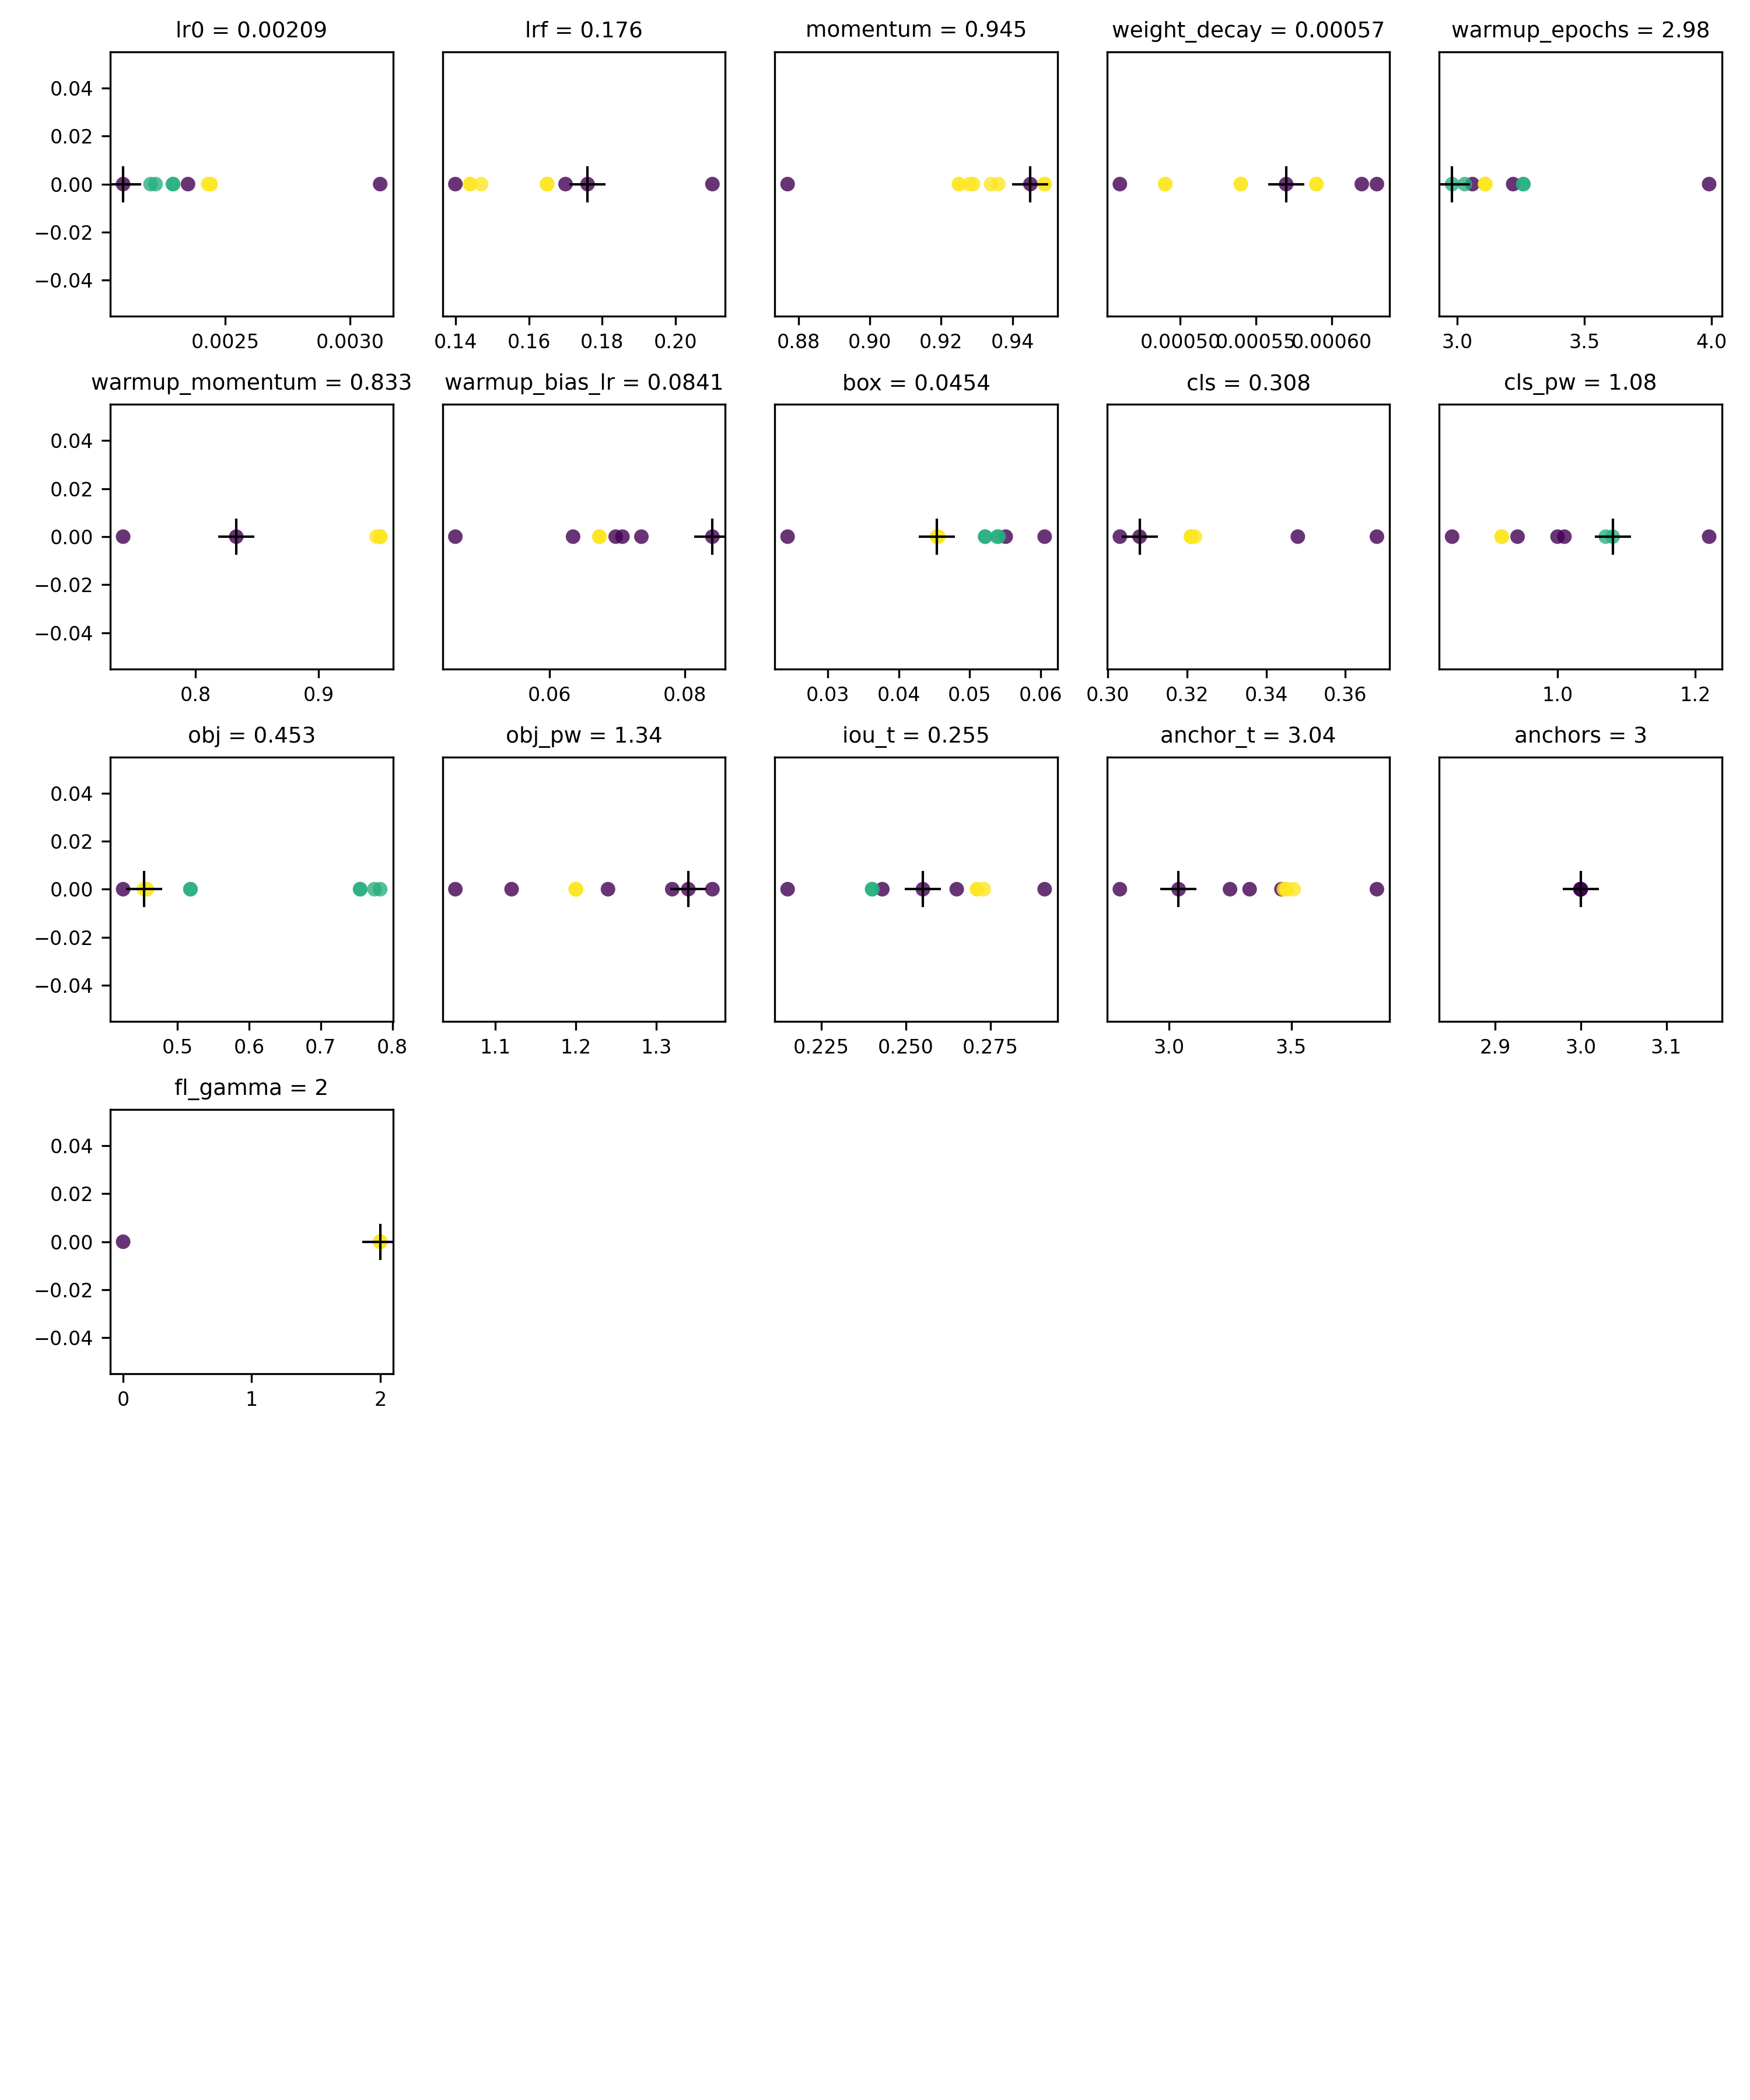 lr0 = 0.00209 lrf = 0.176 momentum = 0.945 weight_decay = 0.00057 warmup_epochs = 2.98
0.04
0.02
0.00
−0.02
−0.04
0.0025 0.0030 0.14 0.16 0.18 0.20 0.88 0.90 0.92 0.94 0.00050 0.00055 0.00060 3.0 3.5 4.0
warmup_momentum = 0.833 warmup_bias_lr = 0.0841 box = 0.0454 cls = 0.308 cls_pw = 1.08
0.04
0.02
0.00
−0.02
−0.04
0.8 0.9 0.06 0.08 0.03 0.04 0.05 0.06 0.30 0.32 0.34 0.36 1.0 1.2
obj = 0.453 obj_pw = 1.34 iou_t = 0.255 anchor_t = 3.04 anchors = 3
0.04
0.02
0.00
−0.02
−0.04
0.5 0.6 0.7 0.8 1.1 1.2 1.3 0.225 0.250 0.275 3.0 3.5 2.9 3.0 3.1
fl_gamma = 2
0.04
0.02
0.00
−0.02
−0.04
0 1 2